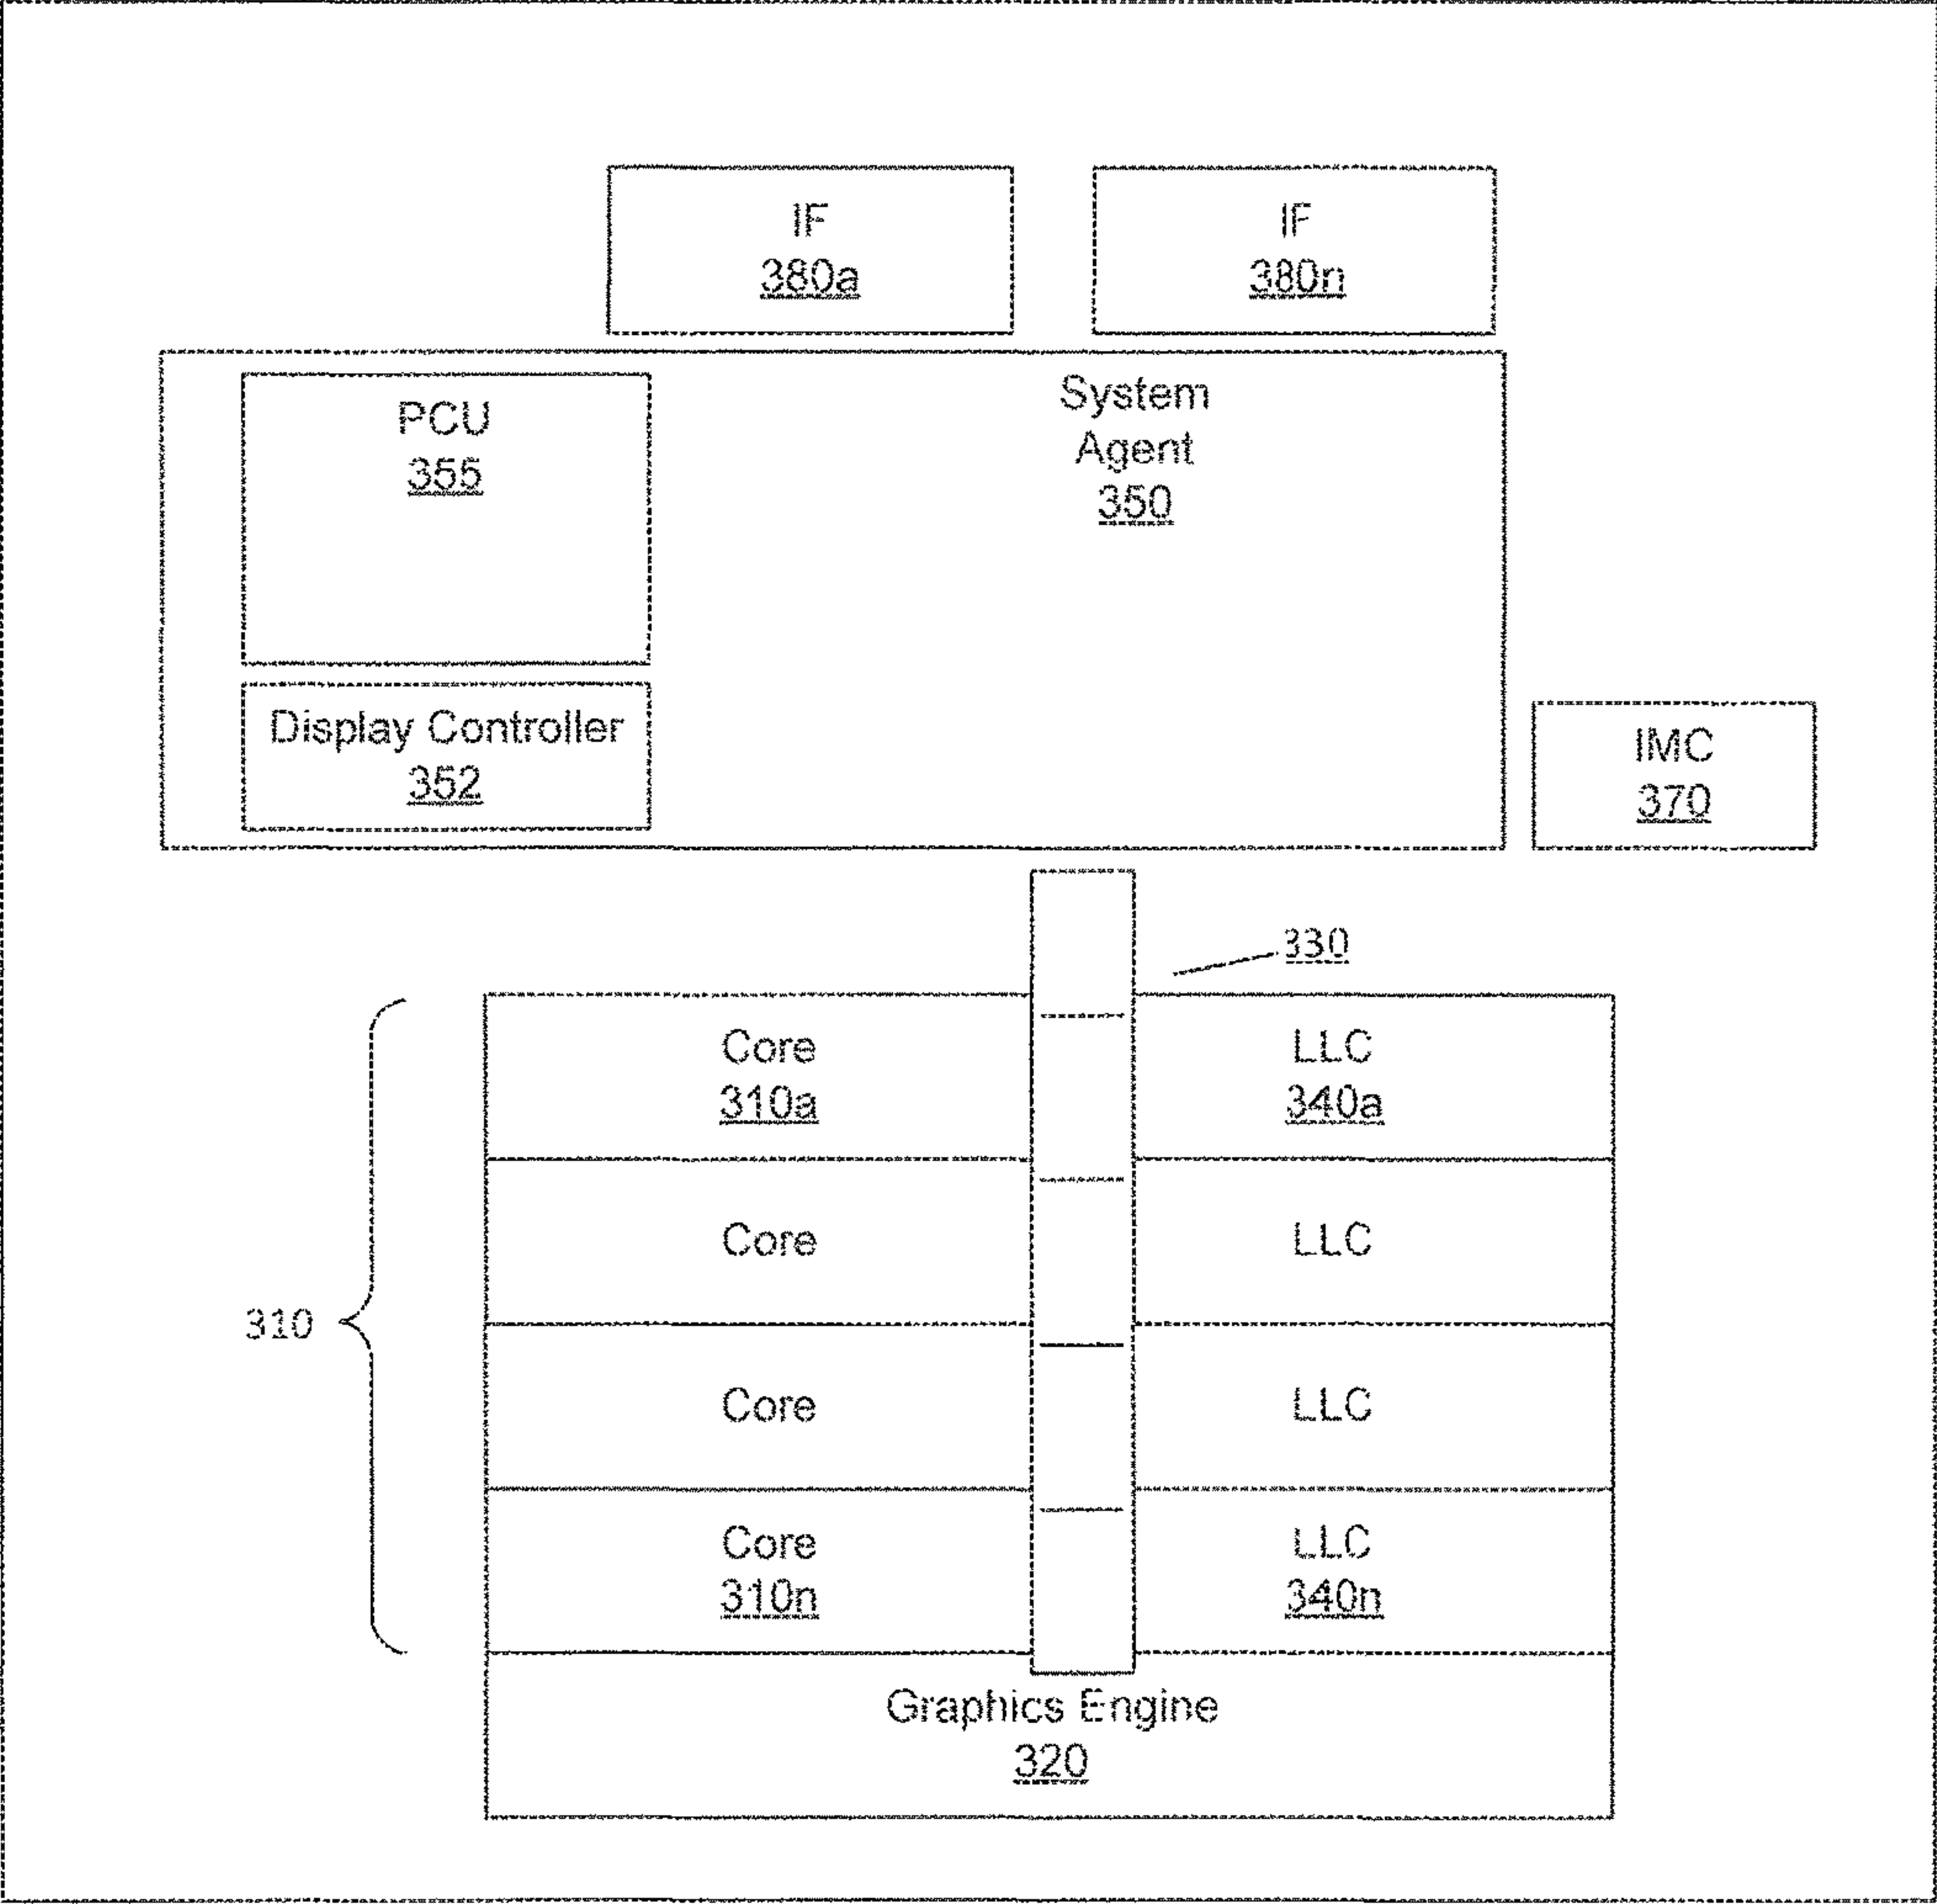 IF
380a
IF
380n
PCU
355
System
Agent
350
Display Controller
352
IMC
370
330
Core
310a
LLC
340a
Core
LLC
310
Core
LLC
Core
310n
LLC
340n
Graphics Engine
320